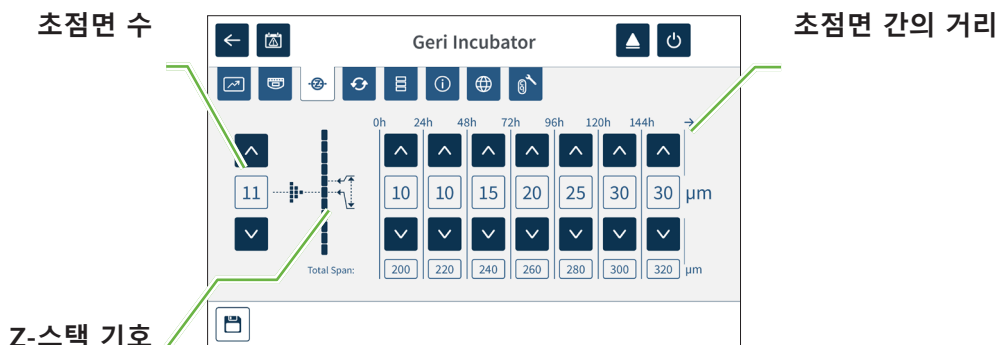 초점면 수
초점면 간의 거리
Geri Incubator
0h 24h 48h 72h 96h 120h 144h →
11 10 10 15 20 25 30 30 µm
Total Span: 200 220 240 260 280 300 320 µm
Z-스택 기호